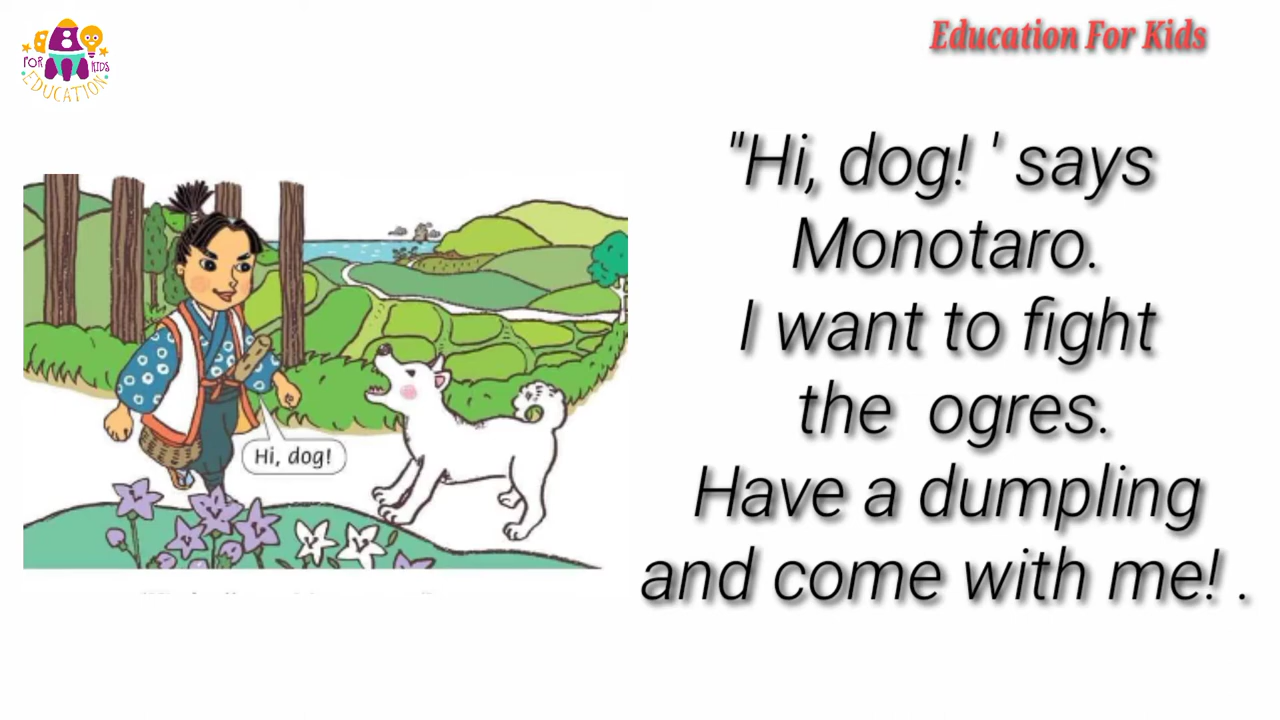 FOR KIDS
EDUCATION
Education For Kids
"Hi, dog! ' says
Monotaro.
I want to fight
the  ogres.
Have a dumpling
and come with me! .
Hi, dog!